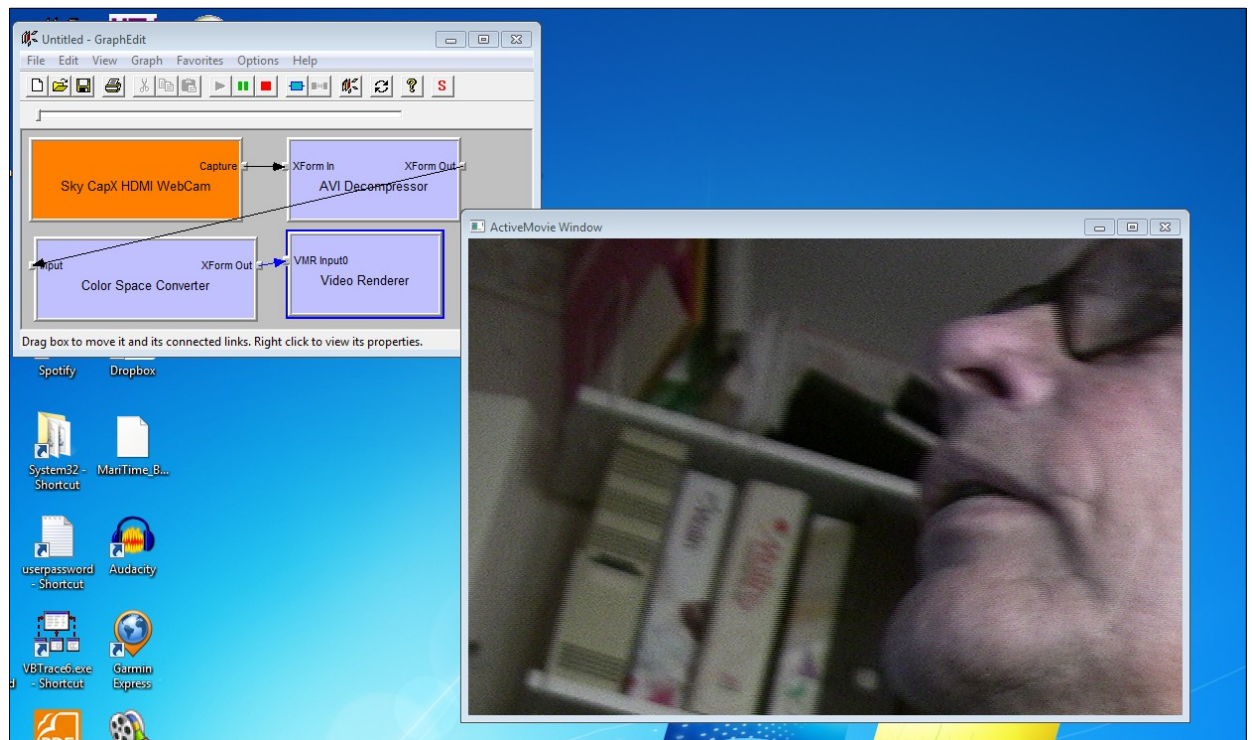 Untitled - GraphEdit
File Edit View Graph Favorites Options Help
S
Capture
Sky CapX HDMI WebCam
XForm In XForm Out
AVI Decompressor
Input XForm Out
Color Space Converter
VMR Input0
Video Renderer
Drag box to move it and its connected links. Right click to view its properties.
ActiveMovie Window
Spotify Dropbox
System32 -
Shortcut
MariTime_B...
userpassword
- Shortcut
Audacity
VBTrace6.exe
- Shortcut
Garmin
Express
PDF